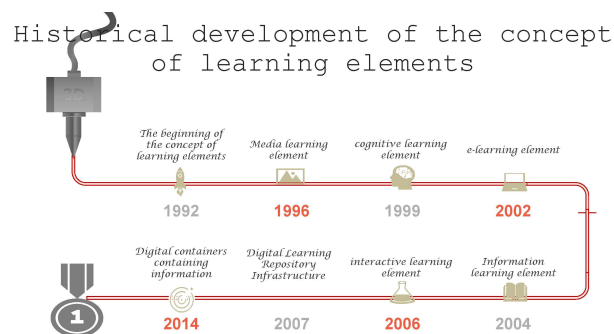 Historical development of the concept
of learning elements
3D
The beginning of
the concept of
learning elements
Media learning
element
cognitive learning
element
e-learning element
1992
1996
1999
2002
Digital containers
containing
information
Digital Learning
Repository
Infrastructure
interactive learning
element
Information
learning element
1
2014
2007
2006
2004